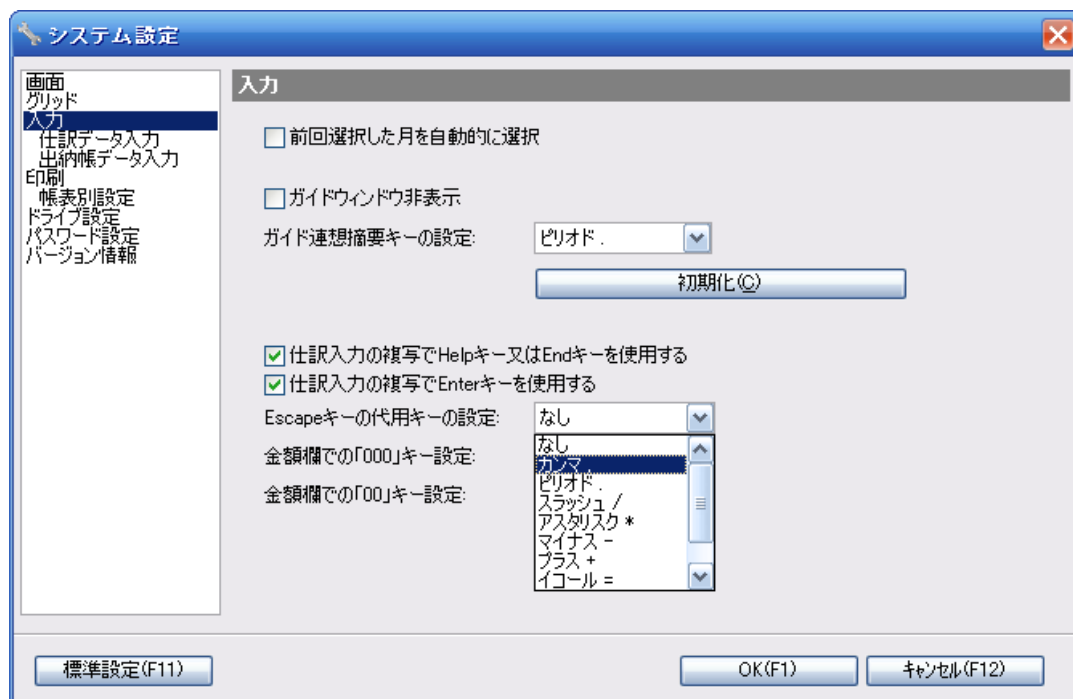 システム設定
画面
グリッド
入力
仕訳データ入力
出納帳データ入力
印刷
帳表別設定
ドライブ設定
パスワード設定
バージョン情報
入力
前回選択した月を自動的に選択
ガイドウィンドウ非表示
ガイド連想摘要キーの設定: ピリオド .
初期化(C)
仕訳入力の複写でHelpキー又はEndキーを使用する
仕訳入力の複写でEnterキーを使用する
Escapeキーの代用キーの設定: なし
金額欄での「000」キー設定:
金額欄での「00」キー設定:
なし
カンマ ,
ピリオド .
スラッシュ /
アスタリスク *
マイナス -
プラス +
イコール =
標準設定(F11)
OK(F1)
キャンセル(F12)